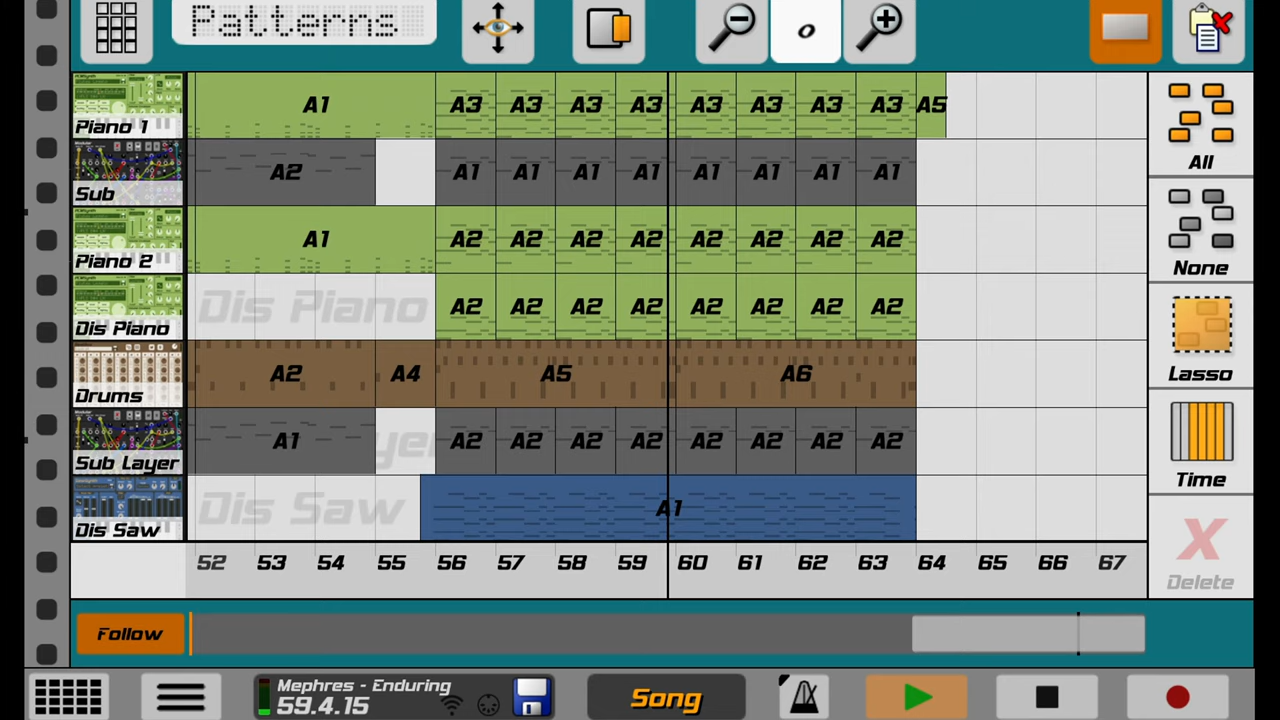 Patterns
Piano 1 A1 A3 A3 A3 A3 A3 A3 A3 A3 A5
Sub A2 A1 A1 A1 A1 A1 A1 A1 A1
Piano 2 A1 A2 A2 A2 A2 A2 A2 A2 A2
Dis Piano Dis Piano A2 A2 A2 A2 A2 A2 A2 A2
Drums A2 A4 A5 A6
Sub Layer A1 yer A2 A2 A2 A2 A2 A2 A2 A2
Dis Saw Dis Saw A1
52 53 54 55 56 57 58 59 60 61 62 63 64 65 66 67
All
None
Lasso
Time
Delete
Follow
Mephres - Enduring
59.4.15
Song